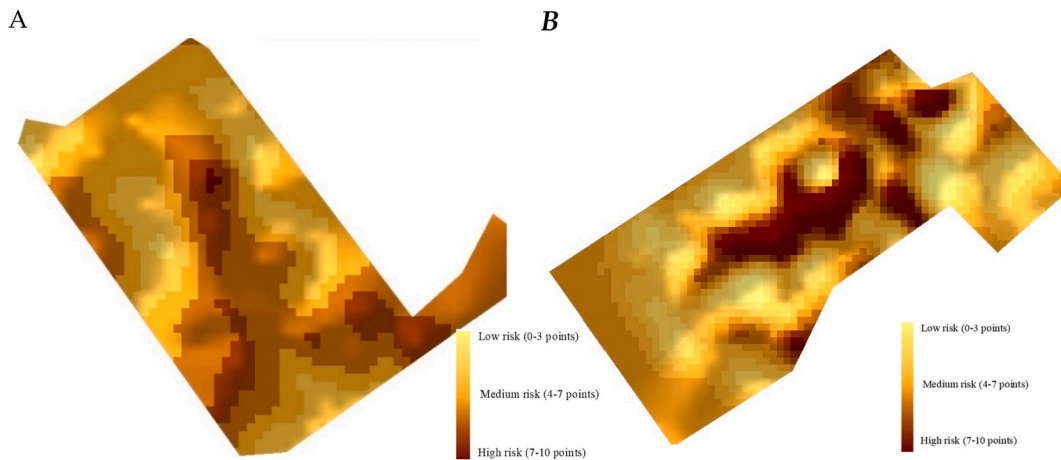 A
B
Low risk (0-3 points)
Medium risk (4-7 points)
High risk (7-10 points)
Low risk (0-3 points)
Medium risk (4-7 points)
High risk (7-10 points)